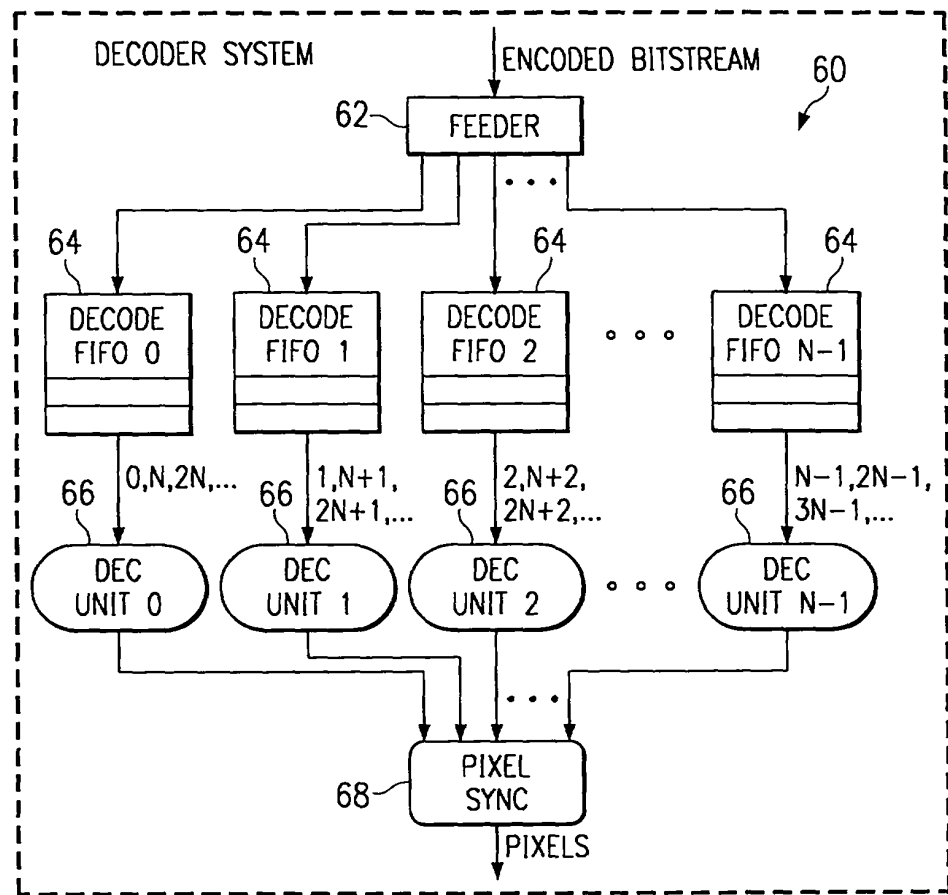 DECODER SYSTEM
ENCODED BITSTREAM
60
62
FEEDER
64
64
64
64
DECODE
FIFO 0
DECODE
FIFO 1
DECODE
FIFO 2
DECODE
FIFO N-1
0,N,2N,...
1,N+1,
2N+1,...
2,N+2,
2N+2,...
N-1,2N-1,
3N-1,...
66
66
66
66
DEC
UNIT 0
DEC
UNIT 1
DEC
UNIT 2
DEC
UNIT N-1
68
PIXEL
SYNC
PIXELS